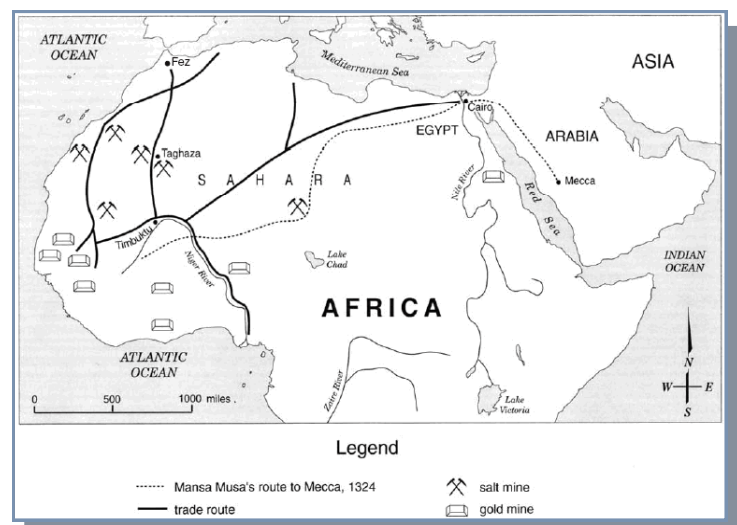 ATLANTIC
OCEAN
Fez
Mediterranean Sea
ASIA
Cairo
EGYPT
ARABIA
Taghaza
SAHARA
Nile River
Mecca
Red Sea
Timbuktu
Niger River
Lake
Chad
INDIAN
OCEAN
AFRICA
ATLANTIC
OCEAN
N
W E
S
0 500 1000 miles .
Zaire River
Lake
Victoria
Legend
Mansa Musa's route to Mecca, 1324
salt mine
trade route
gold mine